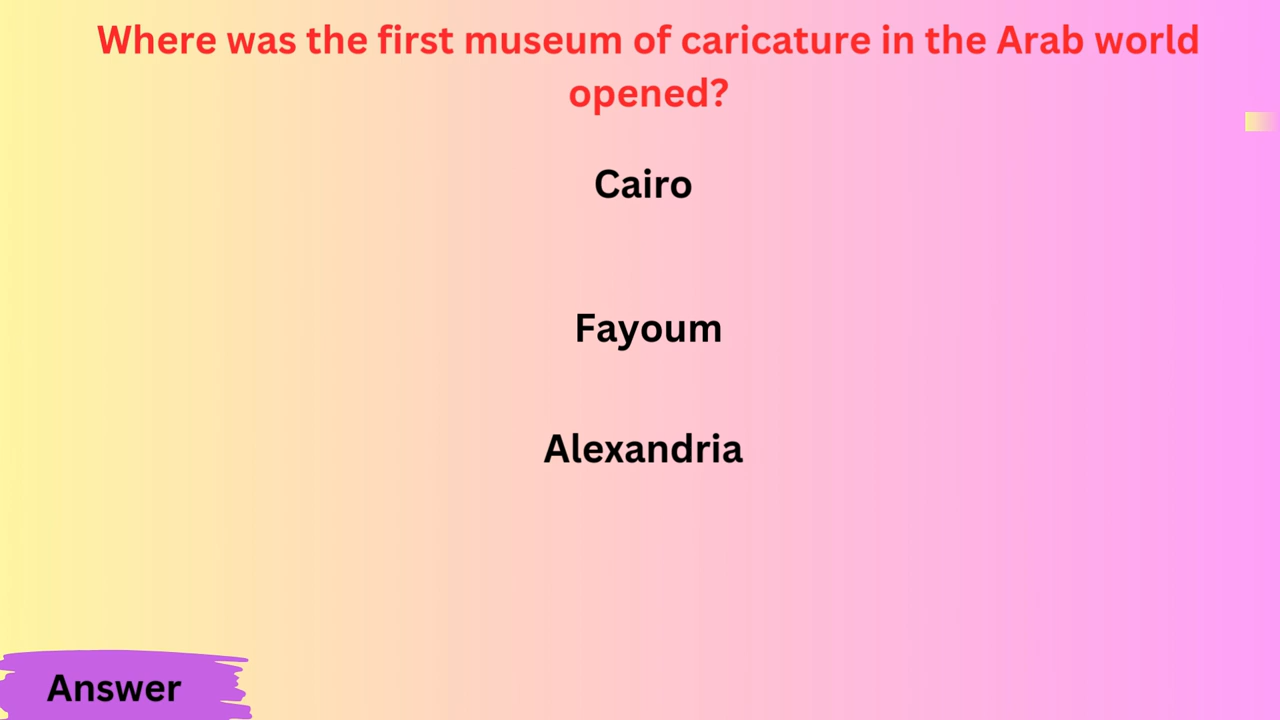 Where was the first museum of caricature in the Arab world
opened?
Cairo
Fayoum
Alexandria
Answer